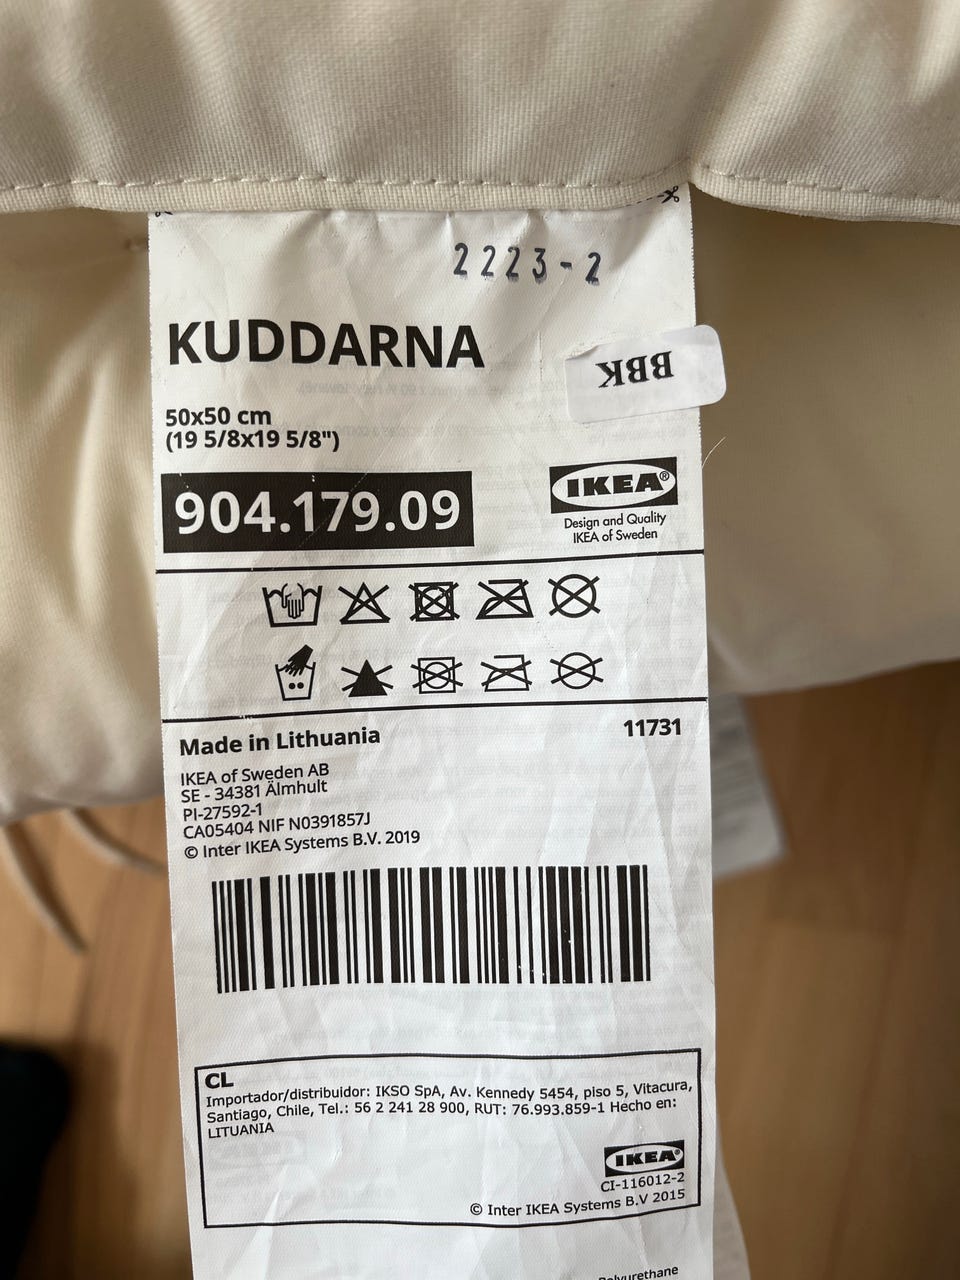 2223-2
KUDDARNA
BBK
50x50 cm
(19 5/8x19 5/8")
904.179.09
IKEA®
Design and Quality
IKEA of Sweden
Made in Lithuania
11731
IKEA of Sweden AB
SE - 34381 Älmhult
PI-27592-1
CA05404 NIF N0391857J
© Inter IKEA Systems B.V. 2019
CL
Importador/distribuidor: IKSO SpA, Av. Kennedy 5454, piso 5, Vitacura,
Santiago, Chile, Tel.: 56 2 241 28 900, RUT: 76.993.859-1 Hecho en:
LITUANIA
IKEA®
CI-116012-2
© Inter IKEA Systems B.V 2015
Polyurethane